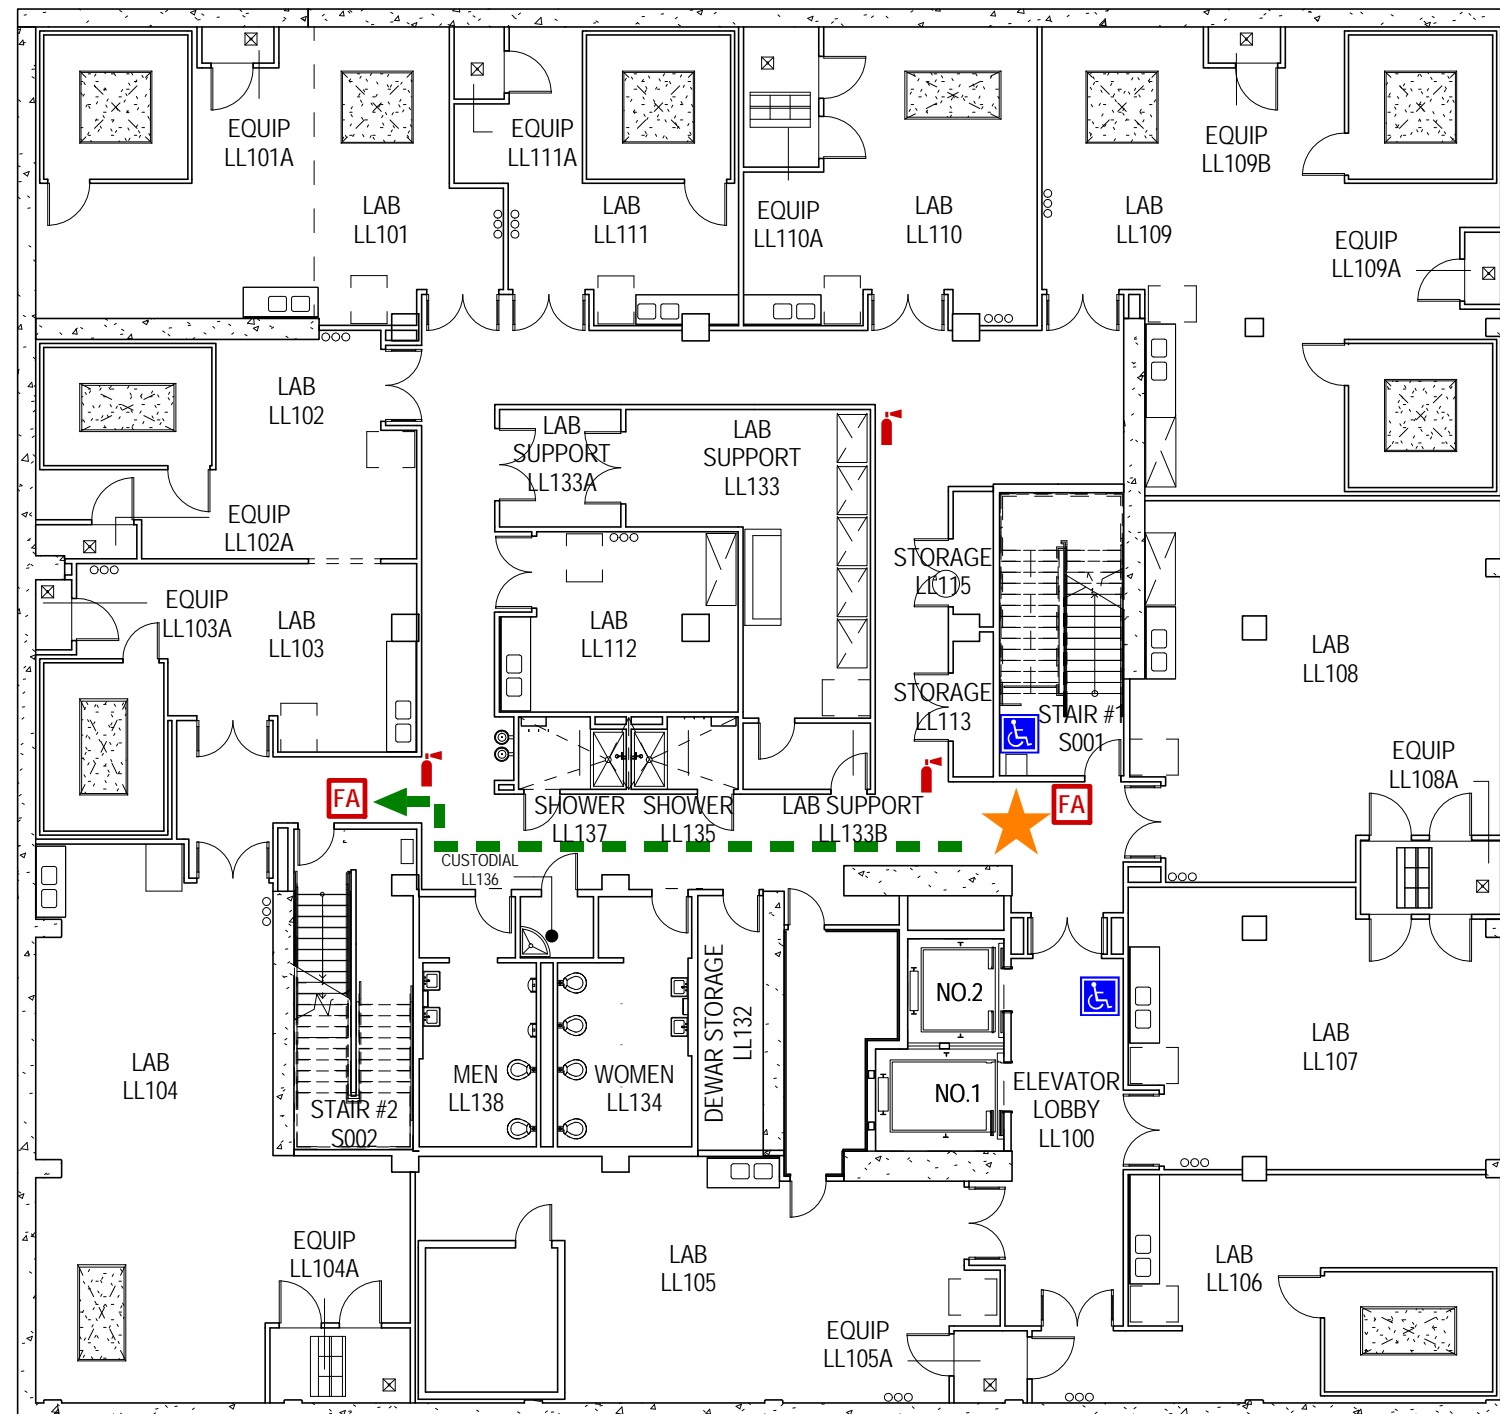 EQUIP
LL101A
EQUIP
LL111A
EQUIP
LL109B
LAB
LL101
LAB
LL111
EQUIP
LL110A
LAB
LL110
LAB
LL109
EQUIP
LL109A
LAB
LL102
LAB
SUPPORT
LL133A
LAB
SUPPORT
LL133
EQUIP
LL102A
STORAGE
LL115
EQUIP
LL103A
LAB
LL103
LAB
LL112
LAB
LL108
STORAGE
LL113
STAIR #1
S001
EQUIP
LL108A
FA
SHOWER
LL137
SHOWER
LL135
LAB SUPPORT
LL133B
FA
CUSTODIAL
LL136
DEWAR STORAGE
LL132
NO.2
NO.1
LAB
LL107
LAB
LL104
MEN
LL138
WOMEN
LL134
ELEVATOR
LOBBY
LL100
STAIR #2
S002
EQUIP
LL104A
LAB
LL105
LAB
LL106
EQUIP
LL105A